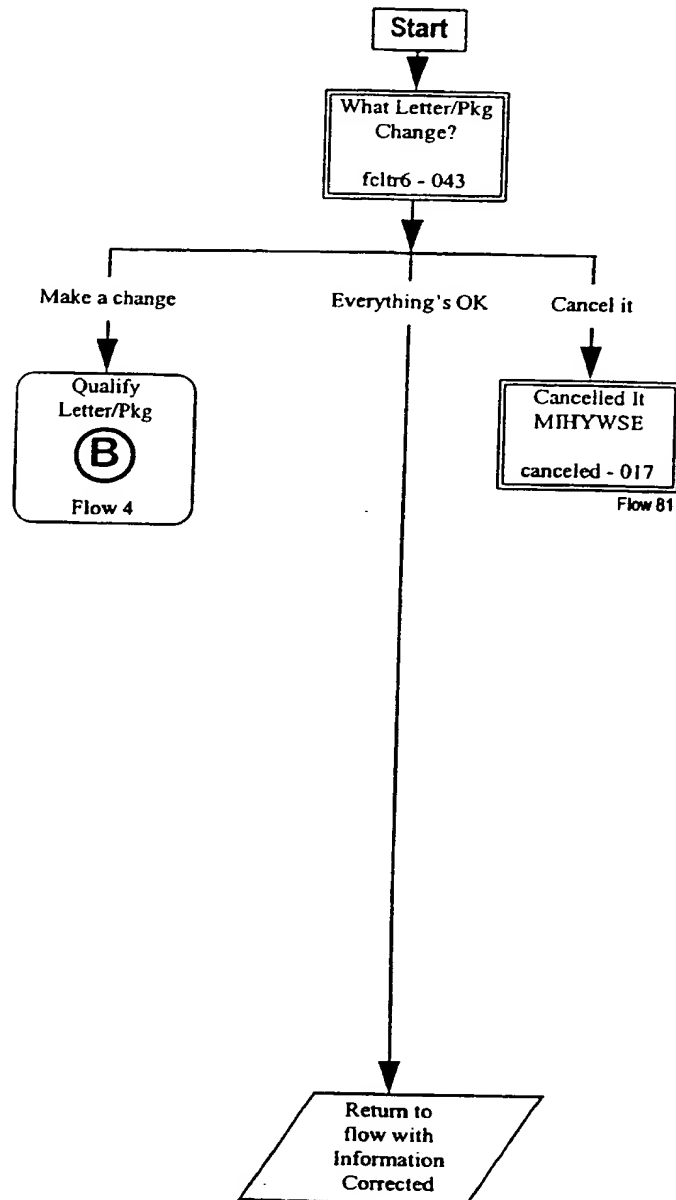 Start
What Letter/Pkg
Change?
fcltr6 - 043
Make a change
Everything's OK
Cancel it
Qualify
Letter/Pkg
B
Flow 4
Cancelled It
MIHYWSE
canceled - 017
Flow 81
Return to
flow with
Information
Corrected